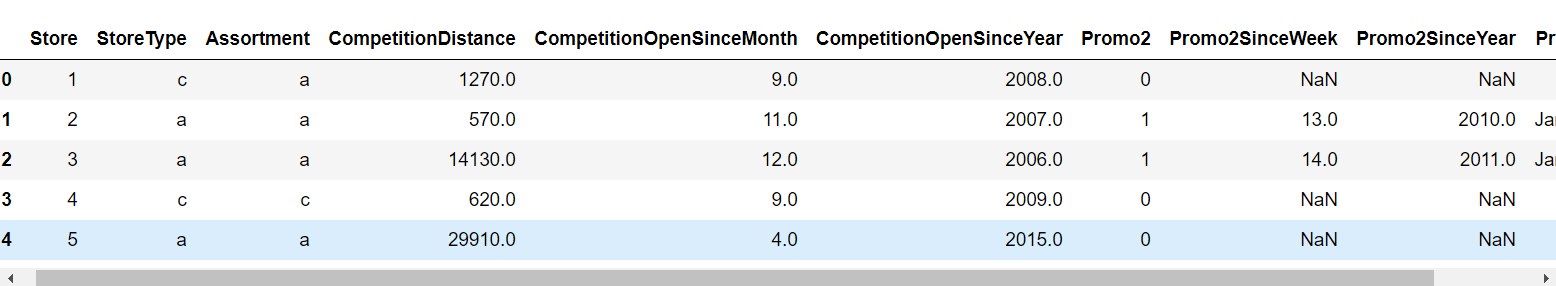 Store StoreType Assortment CompetitionDistance CompetitionOpenSinceMonth CompetitionOpenSinceYear Promo2 Promo2SinceWeek Promo2SinceYear Pr
0 1 c a 1270.0 9.0 2008.0 0 NaN NaN
1 2 a a 570.0 11.0 2007.0 1 13.0 2010.0 Jan
2 3 a a 14130.0 12.0 2006.0 1 14.0 2011.0 Jan
3 4 c c 620.0 9.0 2009.0 0 NaN NaN
4 5 a a 29910.0 4.0 2015.0 0 NaN NaN